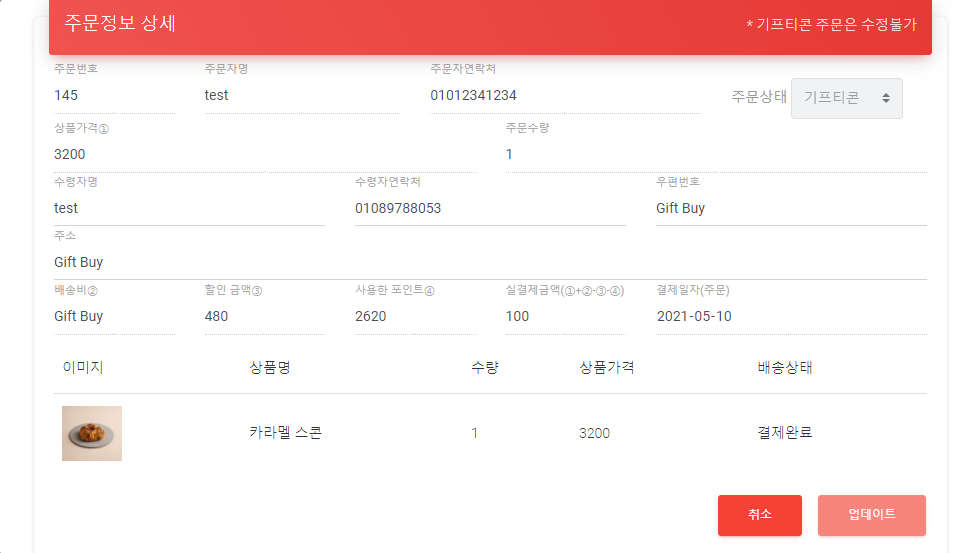 주문정보 상세
* 기프티콘 주문은 수정불가
주문번호 주문자명 주문자연락처
145 test 01012341234 주문상태 기프티콘
상품가격① 주문수량
3200 1
수령자명 수령자연락처 우편번호
test 01089788053 Gift Buy
주소
Gift Buy
배송비② 할인 금액③ 사용한 포인트④ 실결제금액(①+②-③-④) 결제일자(주문)
Gift Buy 480 2620 100 2021-05-10
이미지 상품명 수량 상품가격 배송상태
카라멜 스콘 1 3200 결제완료
취소 업데이트